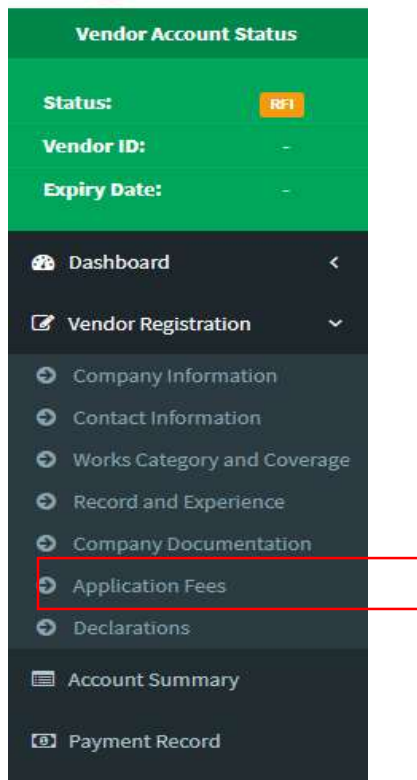 Vendor Account Status
Status: RFI
Vendor ID: -
Expiry Date: -
Dashboard
Vendor Registration
Company Information
Contact Information
Works Category and Coverage
Record and Experience
Company Documentation
Application Fees
Declarations
Account Summary
Payment Record